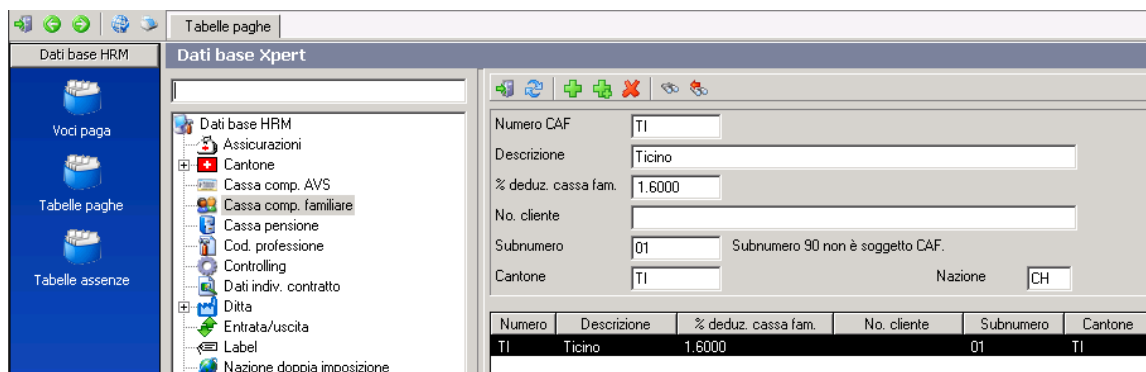 Tabelle paghe
Dati base HRM
Dati base Xpert
Voci paga
Tabelle paghe
Tabelle assenze
Dati base HRM
Assicurazioni
Cantone
Cassa comp. AVS
Cassa comp. familiare
Cassa pensione
Cod. professione
Controlling
Dati indiv. contratto
Ditta
Entrata/uscita
Label
Nazione doppia imposizione
Numero CAF TI
Descrizione Ticino
% deduz. cassa fam. 1.6000
No. cliente
Subnumero 01 Subnumero 90 non è soggetto CAF.
Cantone TI Nazione CH
Numero Descrizione % deduz. cassa fam. No. cliente Subnumero Cantone
TI Ticino 1.6000 01 TI